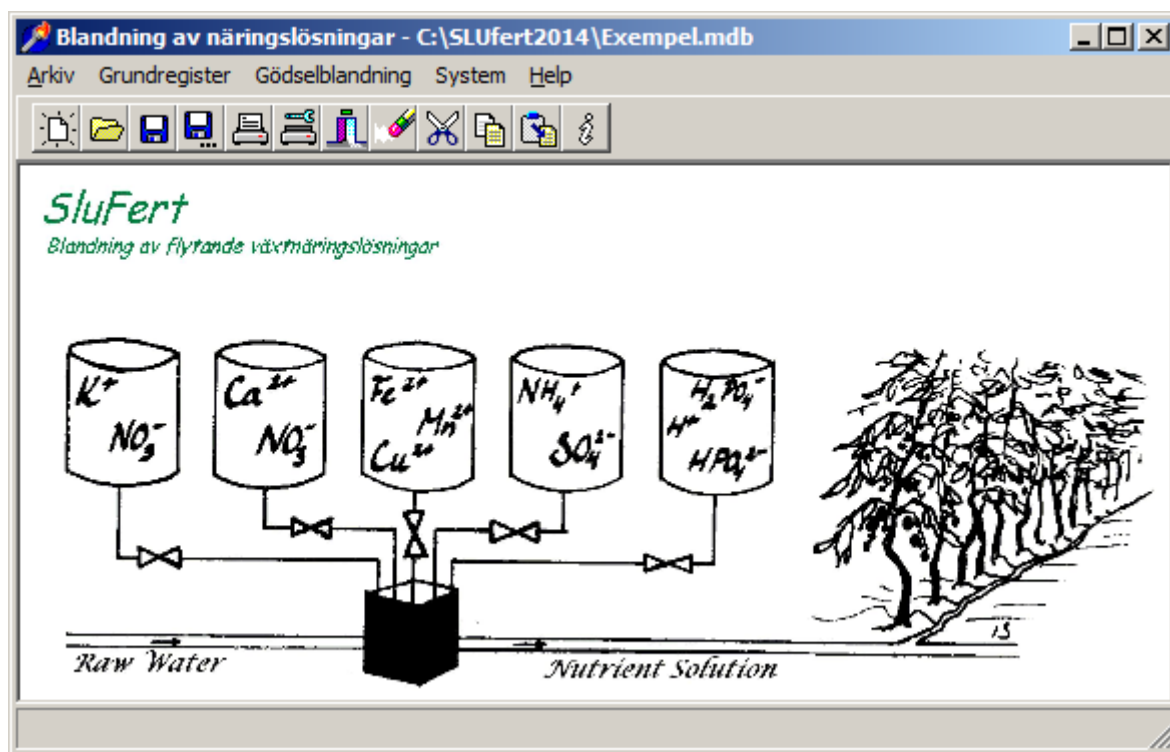 Blandning av näringslösningar - C:\SLUfert2014\Exempel.mdb
Arkiv Grundregister Gödselblandning System Help
SluFert
Blandning av flytande växtnäringslösningar
K⁺
NO₃⁻
Ca²⁺
NO₃⁻
Fe²⁺
Mn²⁺
Cu²⁺
NH₄⁺
SO₄²⁻
H₂PO₄⁻
H⁺
HPO₄²⁻
Raw Water
Nutrient Solution